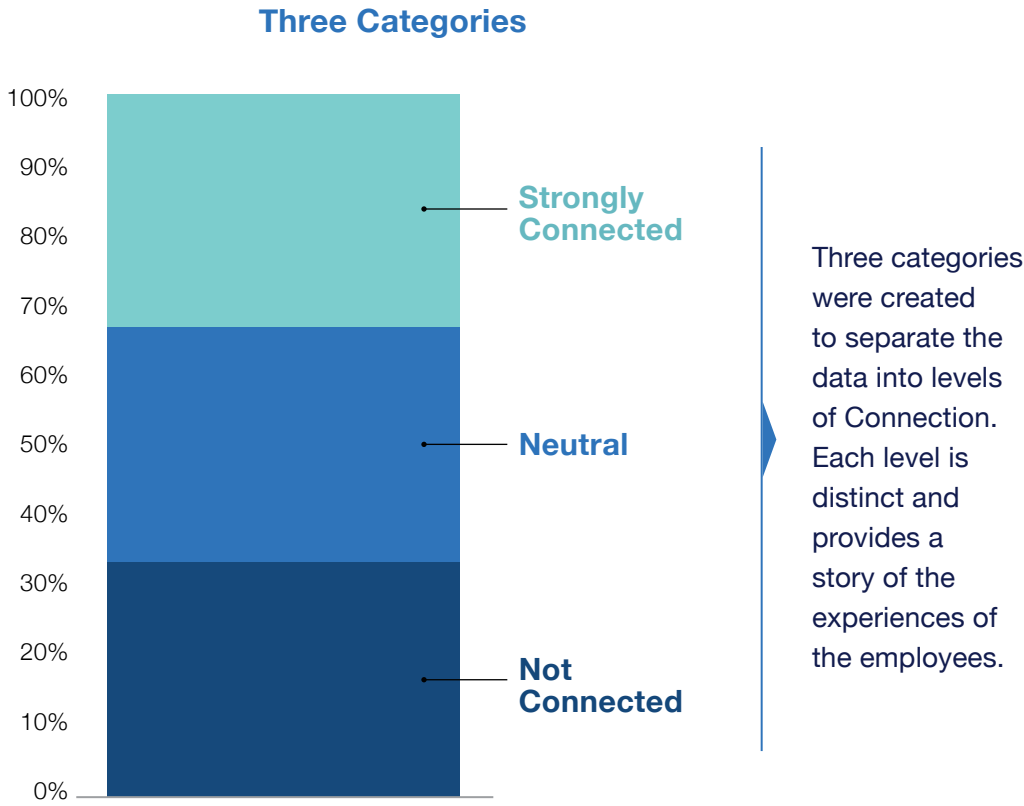 Three Categories
100%
90%
80%
70%
60%
50%
40%
30%
20%
10%
0%
Strongly
Connected
Neutral
Not
Connected
Three categories
were created
to separate the
data into levels
of Connection.
Each level is
distinct and
provides a
story of the
experiences of
the employees.